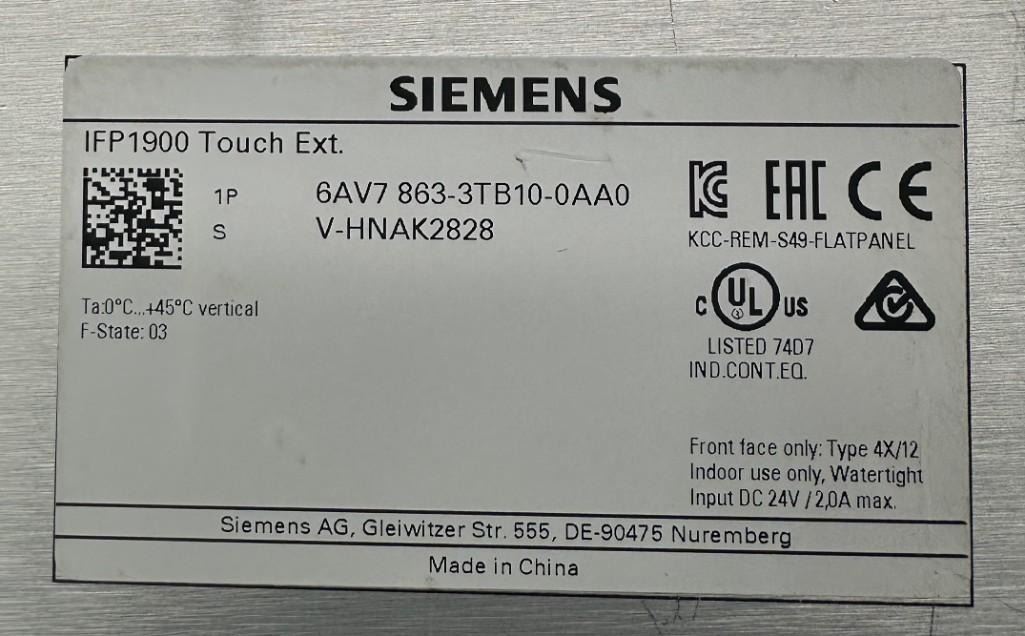 SIEMENS
IFP1900 Touch Ext.
1P 6AV7 863-3TB10-0AA0
S V-HNAK2828
Ta:0°C...+45°C vertical
F-State: 03
EAC CE
KCC-REM-S49-FLATPANEL
C UL US
LISTED 74D7
IND.CONT.EQ.
Front face only: Type 4X/12
Indoor use only, Watertight
Input DC 24V / 2,0A max.
Siemens AG, Gleiwitzer Str. 555, DE-90475 Nuremberg
Made in China